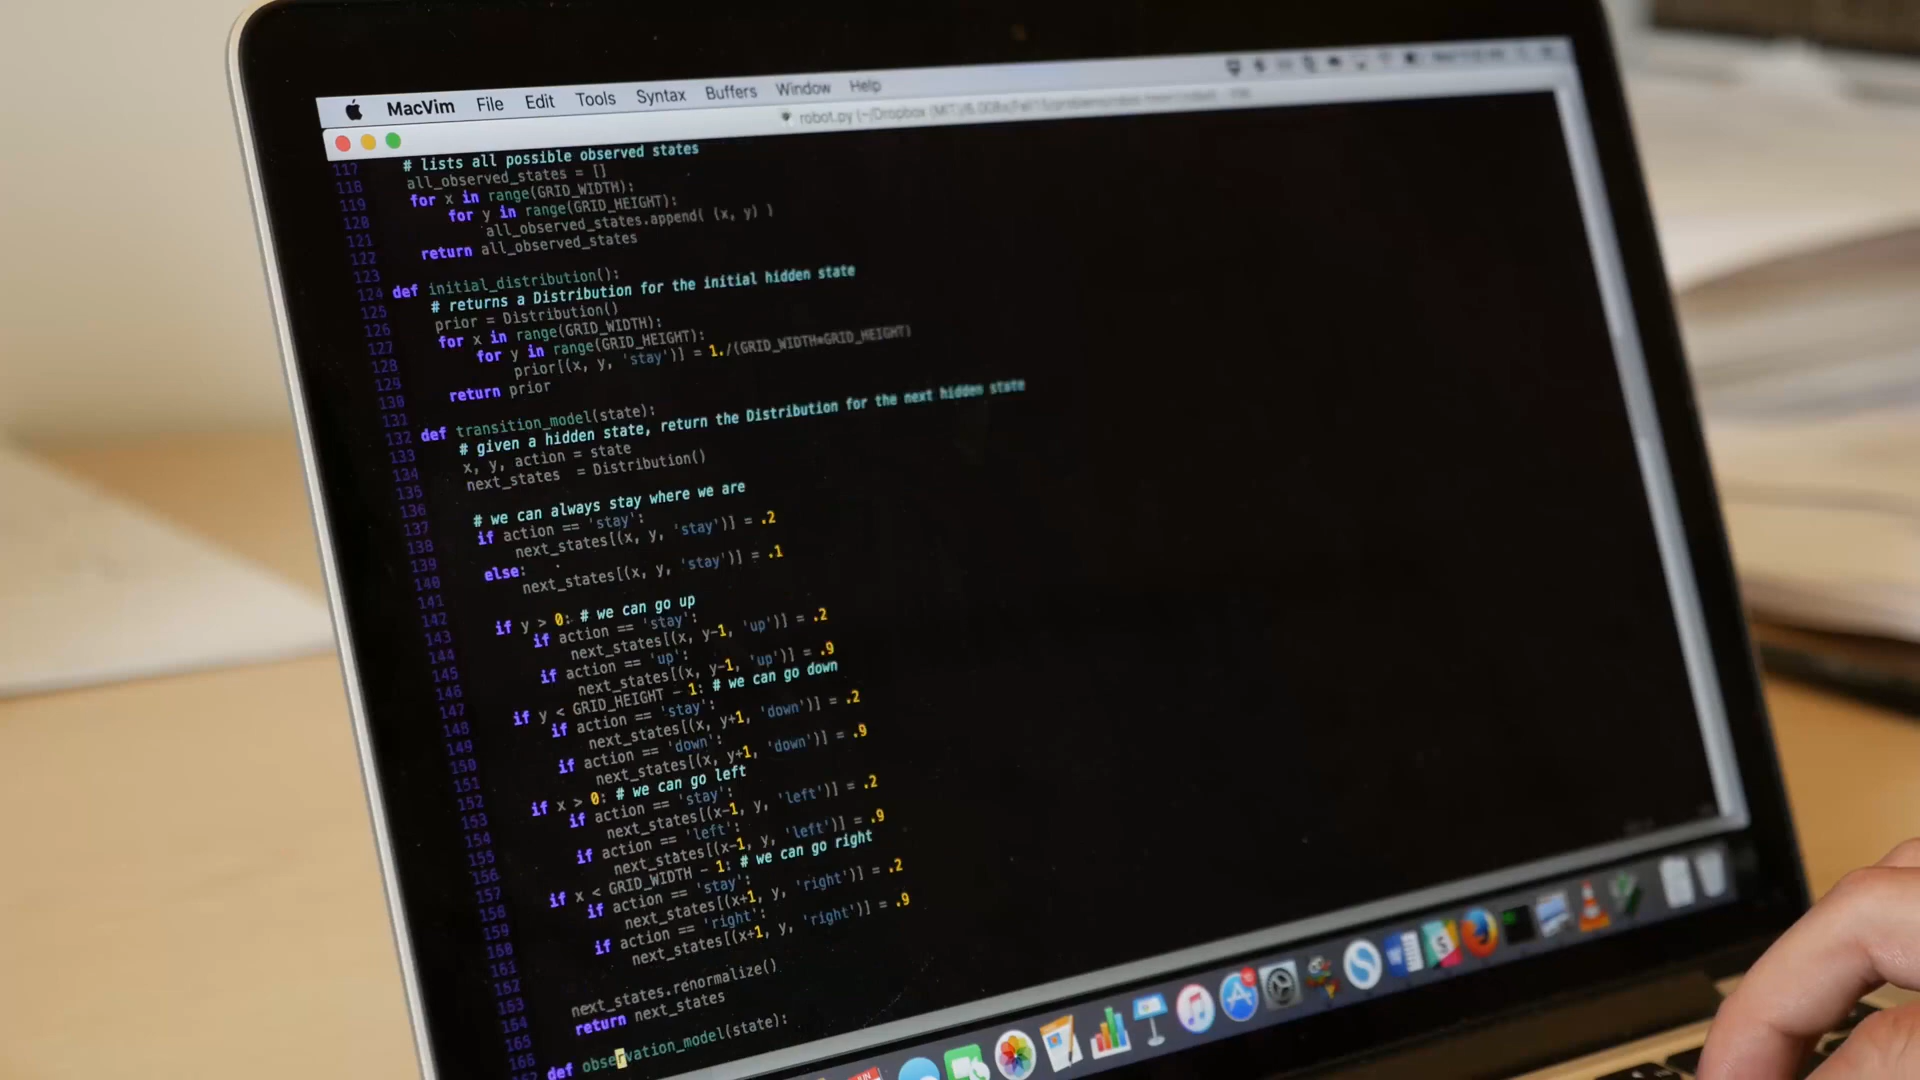 MacVim File Edit Tools Syntax Buffers Window Help
robot.py (~/Dropbox (MIT)/6.008x/
117 # lists all possible observed states
118 all_observed_states = []
119 for x in range(GRID_WIDTH):
120 for y in range(GRID_HEIGHT):
121 all_observed_states.append( (x, y) )
122 return all_observed_states
123
124 def initial_distribution():
125 # returns a Distribution for the initial hidden state
126 prior = Distribution()
127 for x in range(GRID_WIDTH):
128 for y in range(GRID_HEIGHT):
129 prior[(x, y, 'stay')] = 1./(GRID_WIDTH*GRID_HEIGHT)
130 return prior
131
132 def transition_model(state):
133 # given a hidden state, return the Distribution for the next hidden state
134 x, y, action = state
135 next_states = Distribution()
136
137 # we can always stay where we are
138 if action == 'stay':
139 next_states[(x, y, 'stay')] = .2
140 else:
141 next_states[(x, y, 'stay')] = .1
142
143 if y > 0: # we can go up
144 if action == 'stay':
145 next_states[(x, y-1, 'up')] = .2
146 if action == 'up':
147 next_states[(x, y-1, 'up')] = .9
148 if y < GRID_HEIGHT - 1: # we can go down
149 if action == 'stay':
150 next_states[(x, y+1, 'down')] = .2
151 if action == 'down':
152 next_states[(x, y+1, 'down')] = .9
153 if x > 0: # we can go left
154 if action == 'stay':
155 next_states[(x-1, y, 'left')] = .2
156 if action == 'left':
157 next_states[(x-1, y, 'left')] = .9
158 if x < GRID_WIDTH - 1: # we can go right
159 if action == 'stay':
160 next_states[(x+1, y, 'right')] = .2
161 if action == 'right':
162 next_states[(x+1, y, 'right')] = .9
163
164 next_states.renormalize()
165 return next_states
166
167 def observation_model(state):